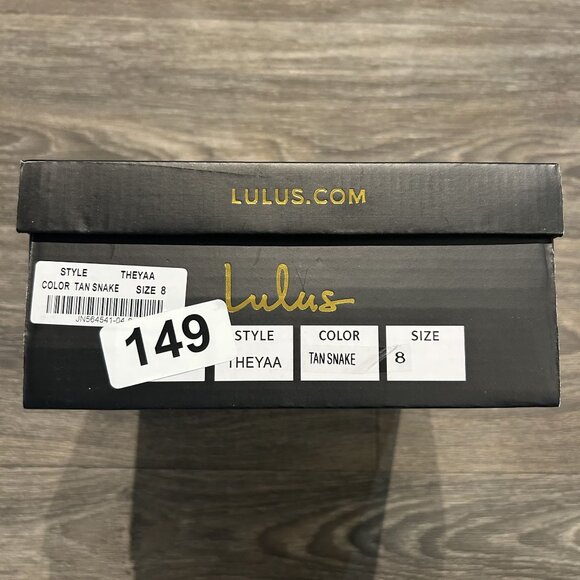 LULUS.COM
Lulus
STYLE THEYAA
COLOR TAN SNAKE SIZE 8
149
STYLE COLOR SIZE
THEYAA TAN SNAKE 8